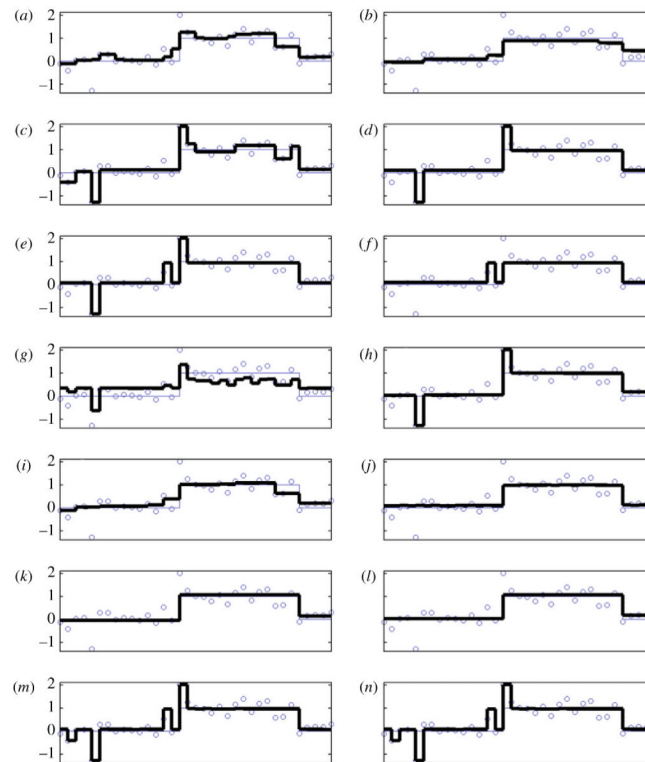 (a) 2 1 0 −1
(b)
(c) 2 1 0 −1
(d)
(e) 2 1 0 −1
(f)
(g) 2 1 0 −1
(h)
(i) 2 1 0 −1
(j)
(k) 2 1 0 −1
(l)
(m) 2 1 0 −1
(n)